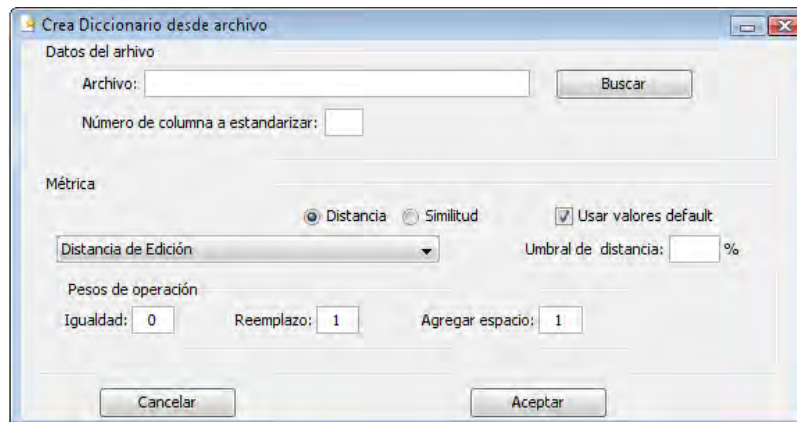 Crea Diccionario desde archivo
Datos del arhivo
Archivo: Buscar
Número de columna a estandarizar:
Métrica
Distancia Similitud Usar valores default
Distancia de Edición Umbral de distancia: %
Pesos de operación
Igualdad: 0 Reemplazo: 1 Agregar espacio: 1
Cancelar Aceptar